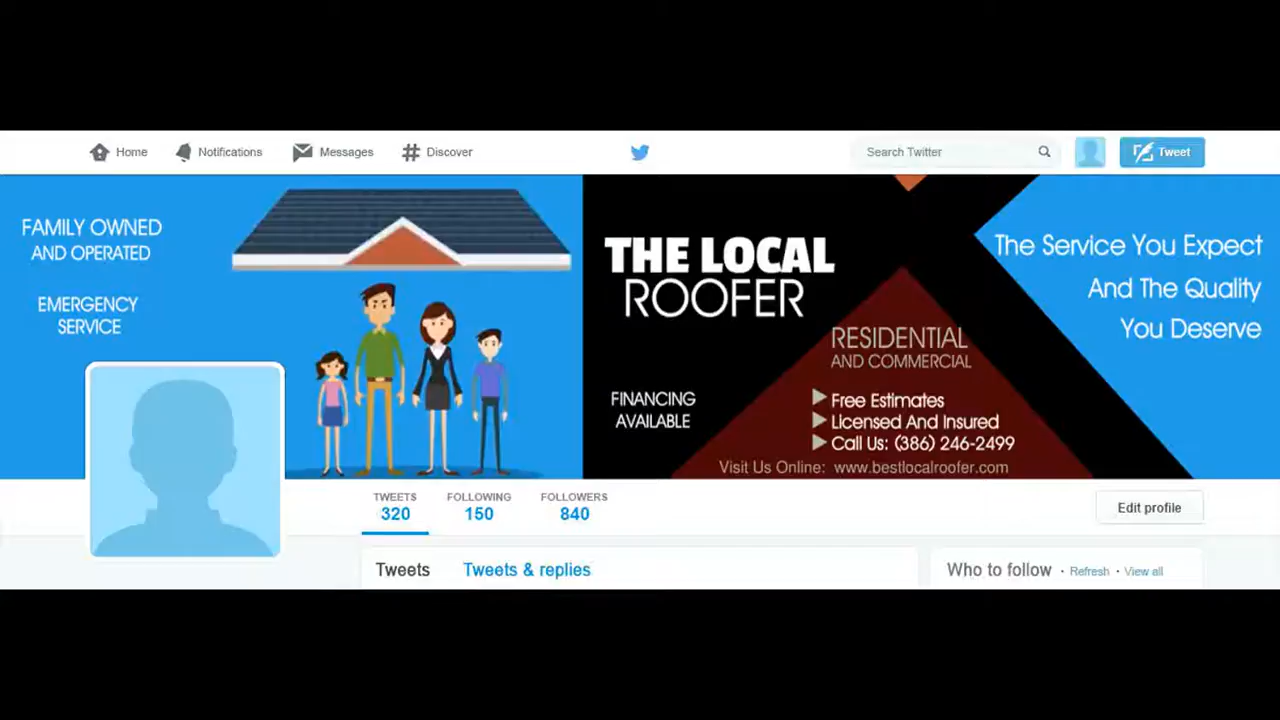 Home Notifications Messages Discover Search Twitter Tweet
FAMILY OWNED
AND OPERATED
EMERGENCY
SERVICE
THE LOCAL
ROOFER
FINANCING
AVAILABLE
RESIDENTIAL
AND COMMERCIAL
Free Estimates
Licensed And Insured
Call Us: (386) 246-2499
Visit Us Online: www.bestlocalroofer.com
The Service You Expect
And The Quality
You Deserve
TWEETS FOLLOWING FOLLOWERS
320 150 840
Edit profile
Tweets Tweets & replies
Who to follow · Refresh · View all